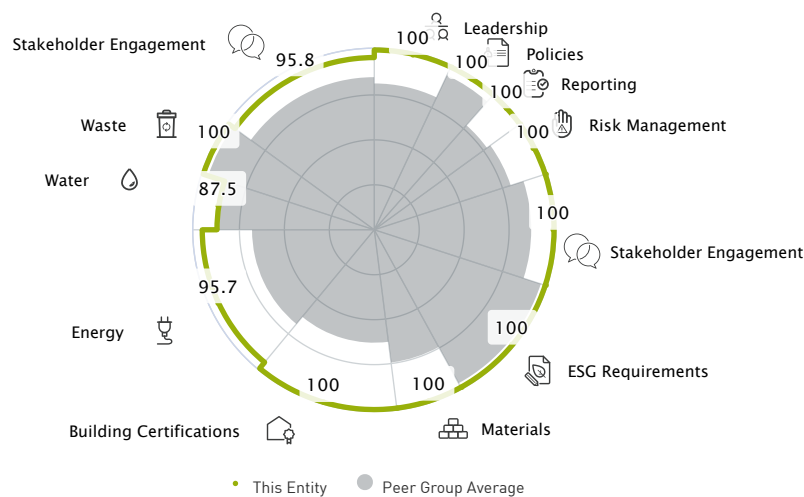 100
Leadership
Stakeholder Engagement
95.8
100
Policies
100
Reporting
Waste
100
100
Risk Management
Water
87.5
100
Stakeholder Engagement
95.7
Energy
100
ESG Requirements
100
100
Building Certifications
Materials
This Entity
Peer Group Average